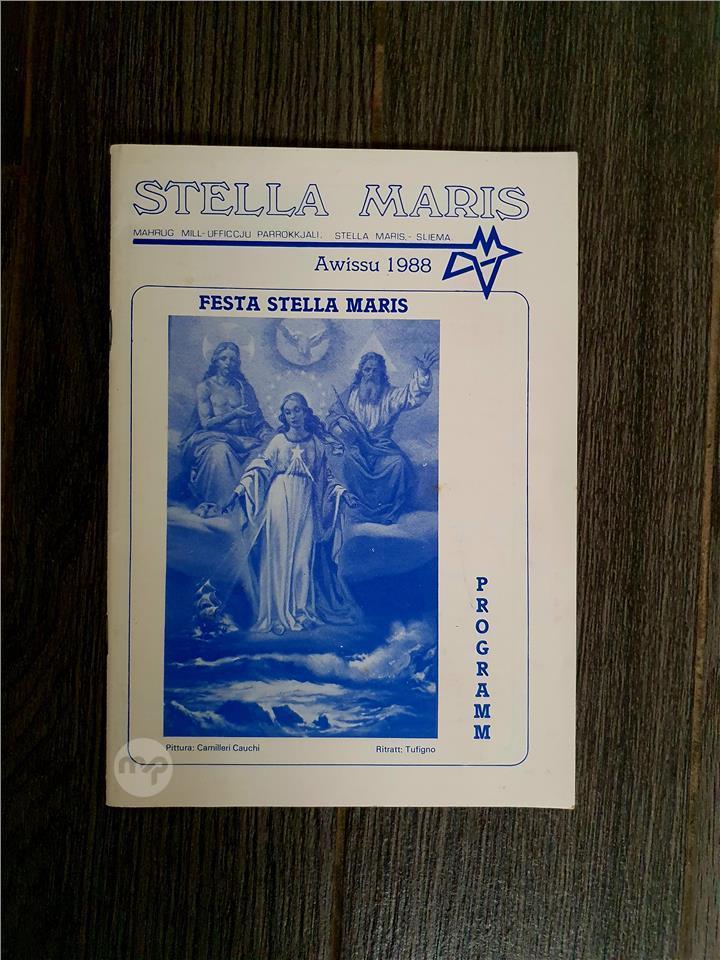 STELLA MARIS
MAHRUG MILL-UFFICCJU PARROKKJALI. STELLA MARIS.- SLIEMA.
Awissu 1988
FESTA STELLA MARIS
PROGRAMM
Pittura: Camilleri Cauchi
Ritratt: Tufigno
mp